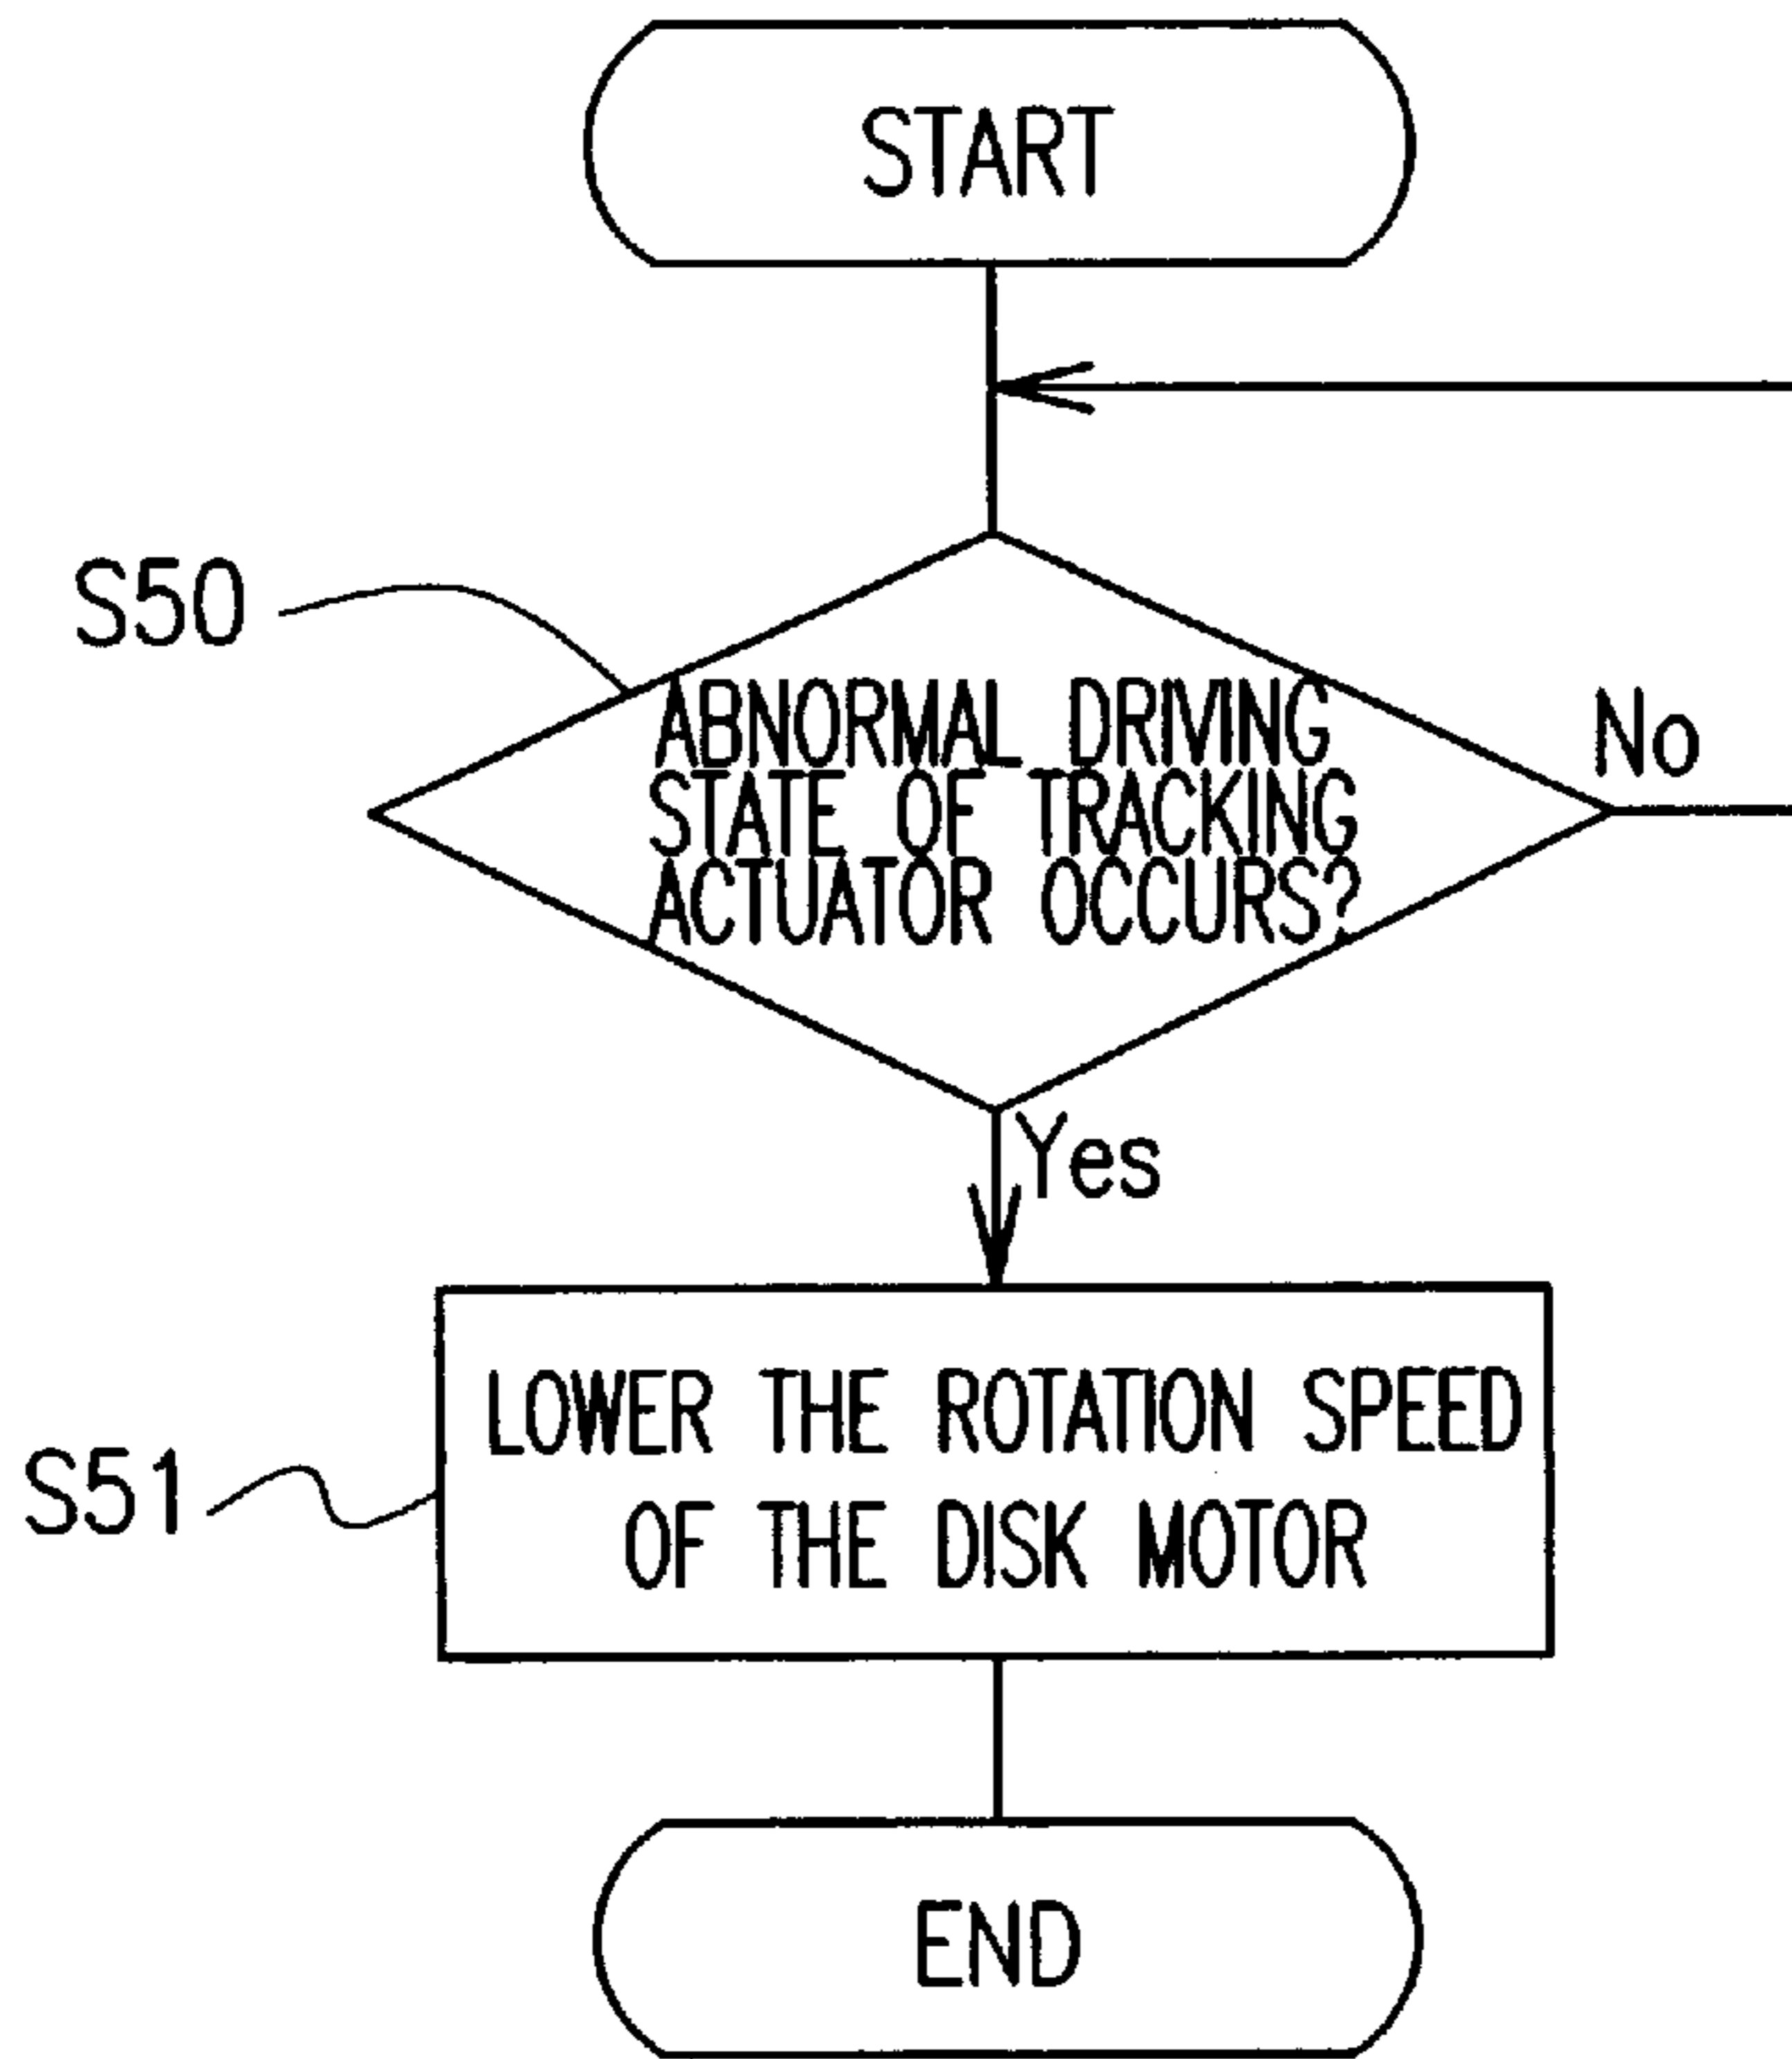 START
S50
ABNORMAL DRIVING
STATE OF TRACKING
ACTUATOR OCCURS?
No
Yes
LOWER THE ROTATION SPEED
OF THE DISK MOTOR
S51
END